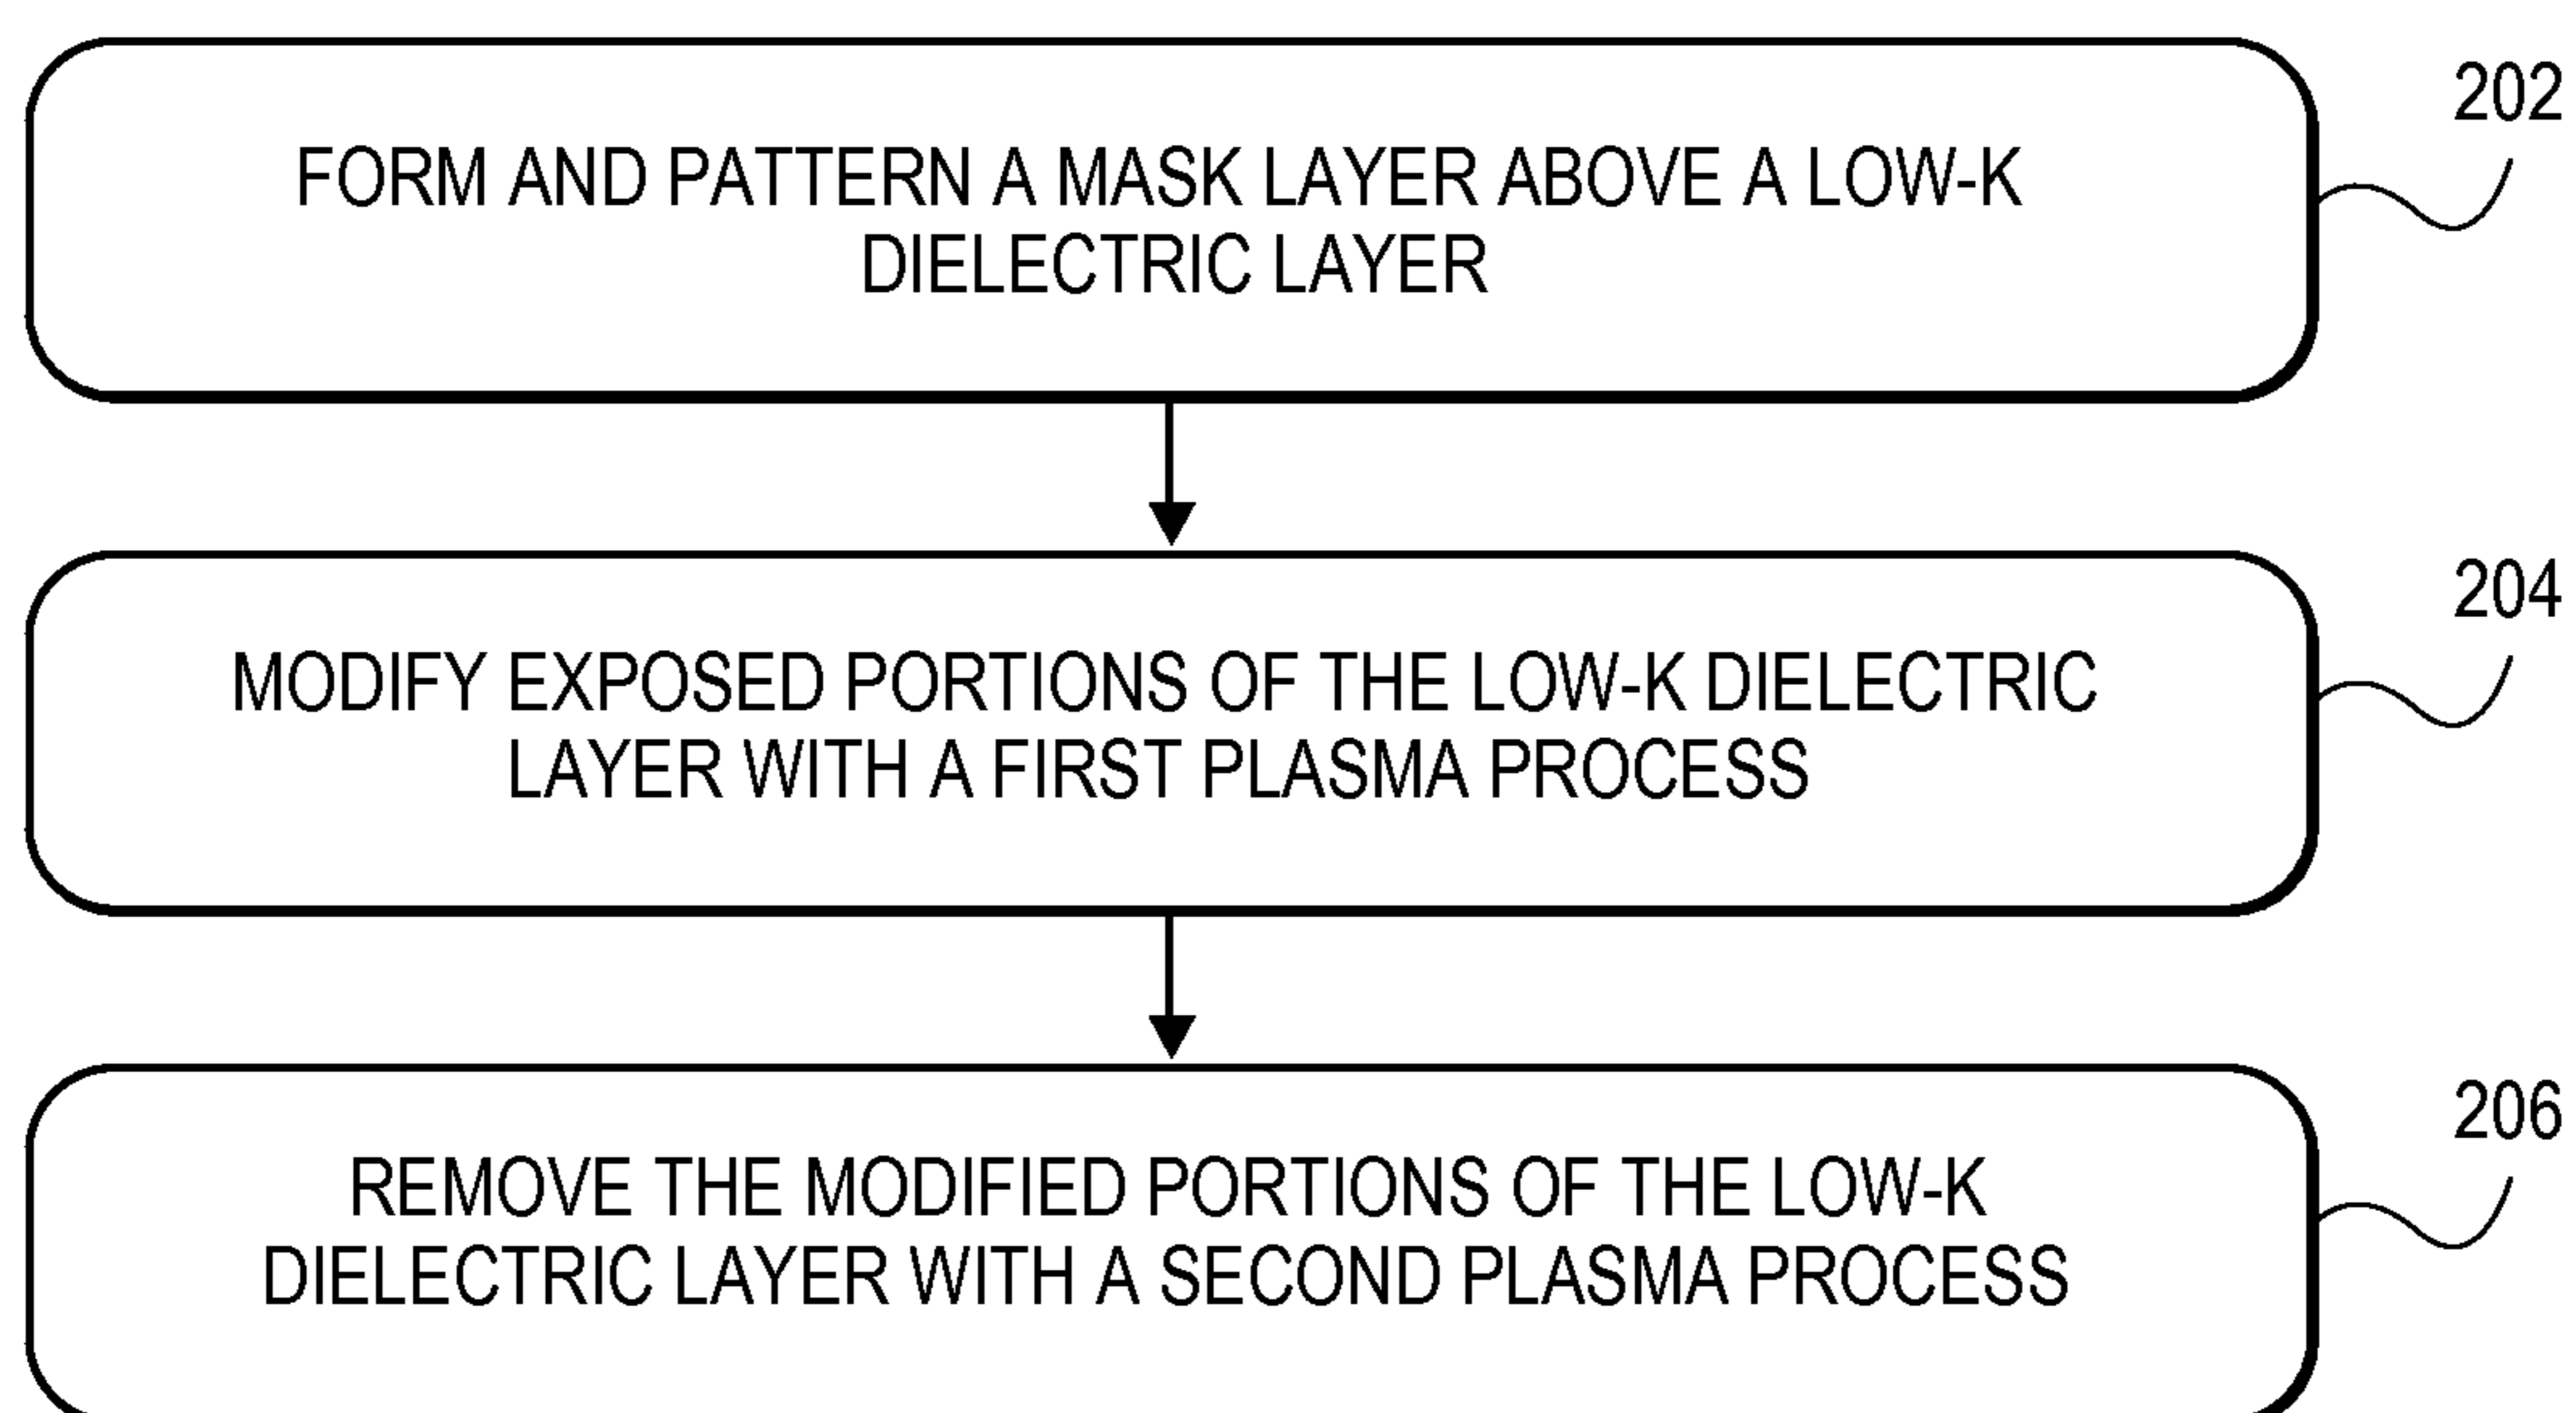 202
FORM AND PATTERN A MASK LAYER ABOVE A LOW-K
DIELECTRIC LAYER
204
MODIFY EXPOSED PORTIONS OF THE LOW-K DIELECTRIC
LAYER WITH A FIRST PLASMA PROCESS
206
REMOVE THE MODIFIED PORTIONS OF THE LOW-K
DIELECTRIC LAYER WITH A SECOND PLASMA PROCESS